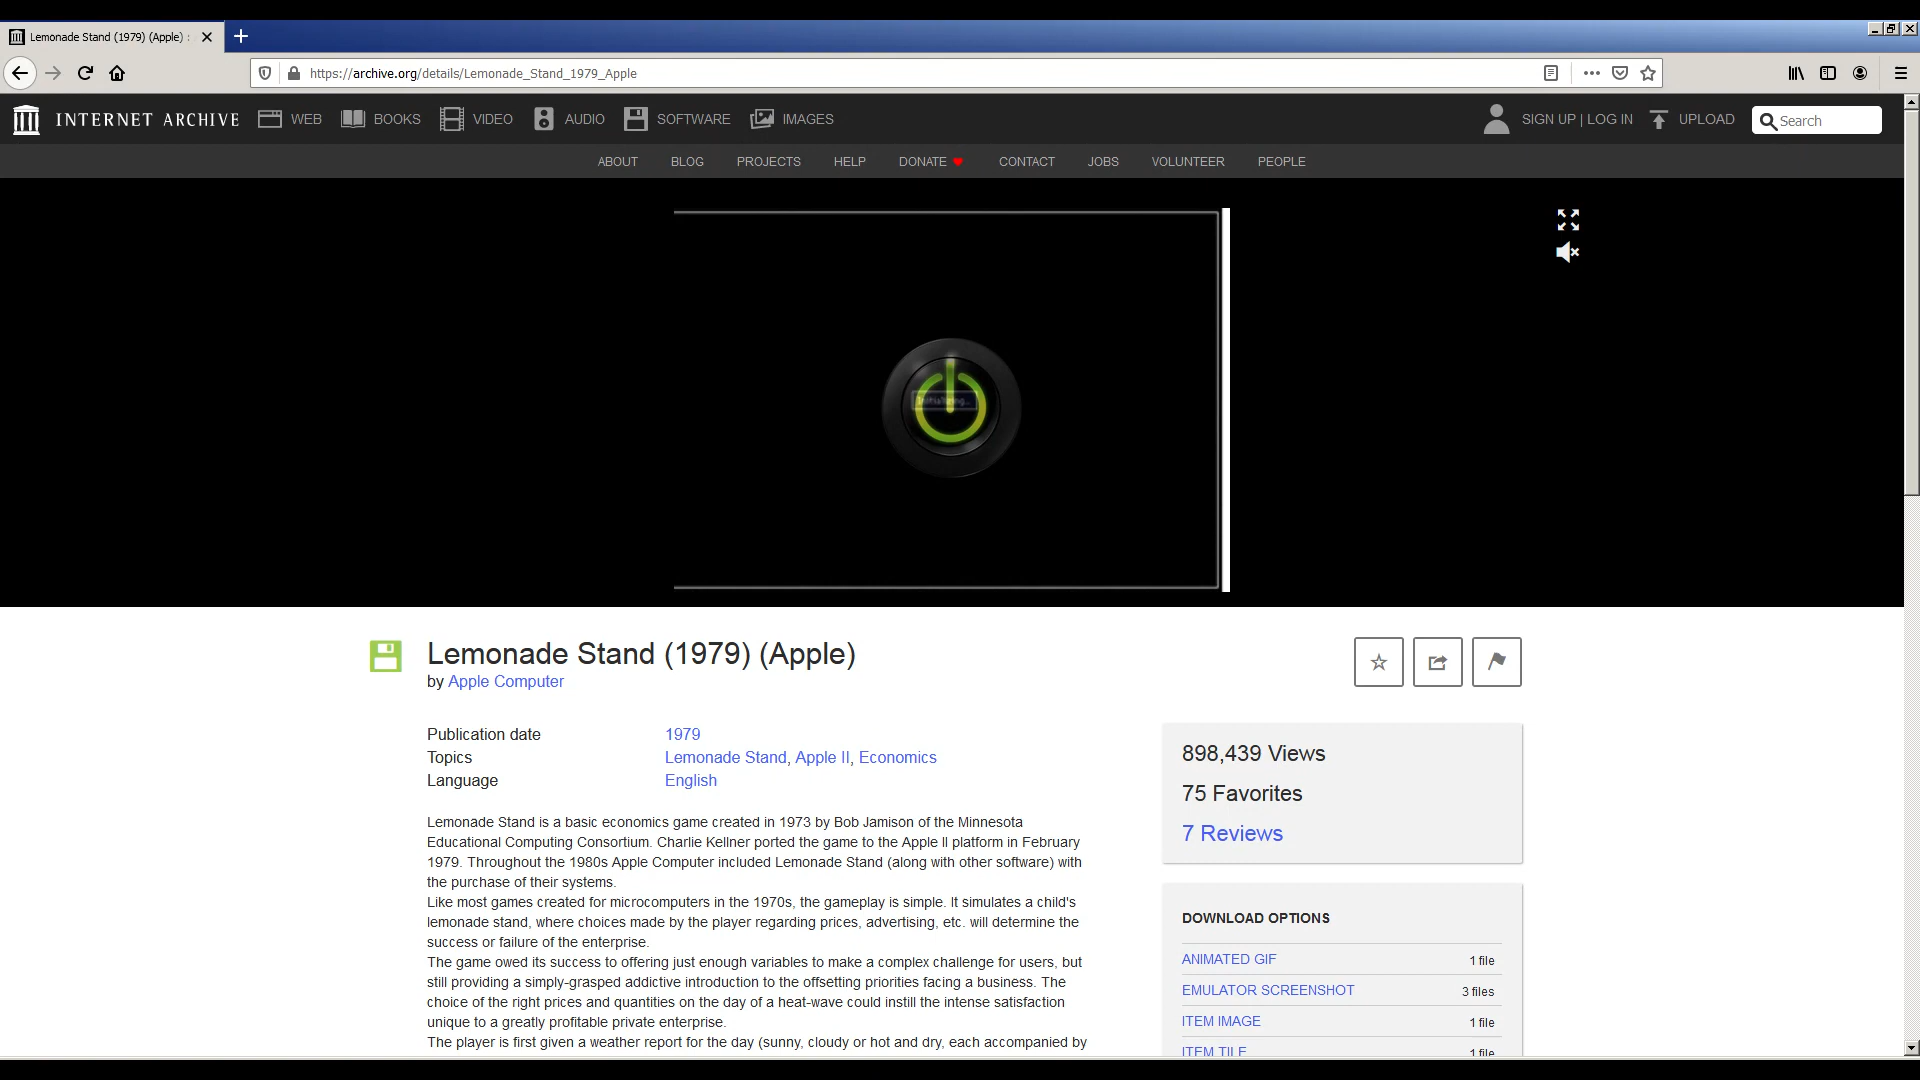 Lemonade Stand (1979) (Apple) :
https://archive.org/details/Lemonade_Stand_1979_Apple
INTERNET ARCHIVE
WEB
BOOKS
VIDEO
AUDIO
SOFTWARE
IMAGES
SIGN UP | LOG IN
UPLOAD
Search
ABOUT
BLOG
PROJECTS
HELP
DONATE
CONTACT
JOBS
VOLUNTEER
PEOPLE
Lemonade Stand (1979) (Apple)
by Apple Computer
Publication date 1979
Topics Lemonade Stand, Apple II, Economics
Language English
Lemonade Stand is a basic economics game created in 1973 by Bob Jamison of the Minnesota
Educational Computing Consortium. Charlie Kellner ported the game to the Apple II platform in February
1979. Throughout the 1980s Apple Computer included Lemonade Stand (along with other software) with
the purchase of their systems.
Like most games created for microcomputers in the 1970s, the gameplay is simple. It simulates a child's
lemonade stand, where choices made by the player regarding prices, advertising, etc. will determine the
success or failure of the enterprise.
The game owed its success to offering just enough variables to make a complex challenge for users, but
still providing a simply-grasped addictive introduction to the offsetting priorities facing a business. The
choice of the right prices and quantities on the day of a heat-wave could instill the intense satisfaction
unique to a greatly profitable private enterprise.
The player is first given a weather report for the day (sunny, cloudy or hot and dry, each accompanied by
898,439 Views
75 Favorites
7 Reviews
DOWNLOAD OPTIONS
ANIMATED GIF 1 file
EMULATOR SCREENSHOT 3 files
ITEM IMAGE 1 file
ITEM TILE 1 file